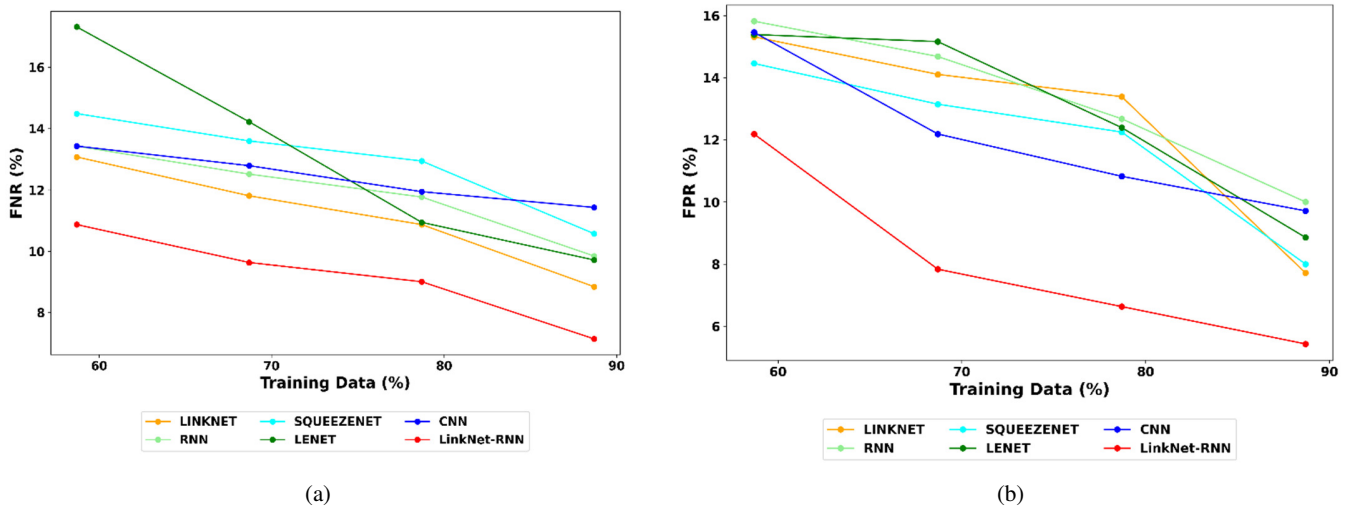 FNR (%)
16
14
12
10
8
60 70 80 90
Training Data (%)
LINKNET SQUEEZENET CNN
RNN LENET LinkNet-RNN
(a)
FPR (%)
16
14
12
10
8
6
60 70 80 90
Training Data (%)
LINKNET SQUEEZENET CNN
RNN LENET LinkNet-RNN
(b)